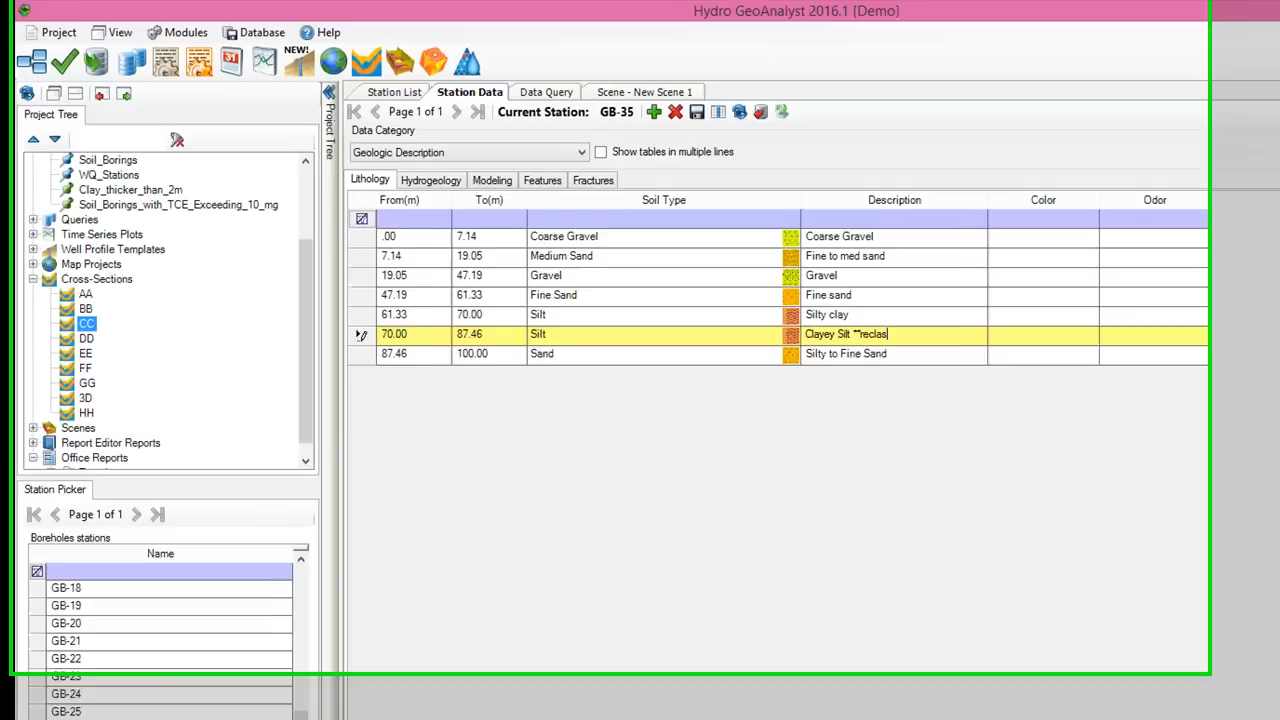 Hydro GeoAnalyst 2016.1 [Demo]
Project View Modules Database Help
31 NEW!
Project Tree
Soil_Borings
WQ_Stations
Clay_thicker_than_2m
Soil_Borings_with_TCE_Exceeding_10_mg
Queries
Time Series Plots
Well Profile Templates
Map Projects
Cross-Sections
AA
BB
CC
DD
EE
FF
GG
3D
HH
Scenes
Report Editor Reports
Office Reports
Station Picker
Page 1 of 1
Boreholes stations
Name
GB-18
GB-19
GB-20
GB-21
GB-22
GB-23
GB-24
GB-25
Project Tree
Station List Station Data Data Query Scene - New Scene 1
Page 1 of 1 Current Station: GB-35
Data Category
Geologic Description Show tables in multiple lines
Lithology Hydrogeology Modeling Features Fractures
From(m) To(m) Soil Type Description Color Odor
.00 7.14 Coarse Gravel Coarse Gravel
7.14 19.05 Medium Sand Fine to med sand
19.05 47.19 Gravel Gravel
47.19 61.33 Fine Sand Fine sand
61.33 70.00 Silt Silty clay
70.00 87.46 Silt Clayey Silt **reclas
87.46 100.00 Sand Silty to Fine Sand